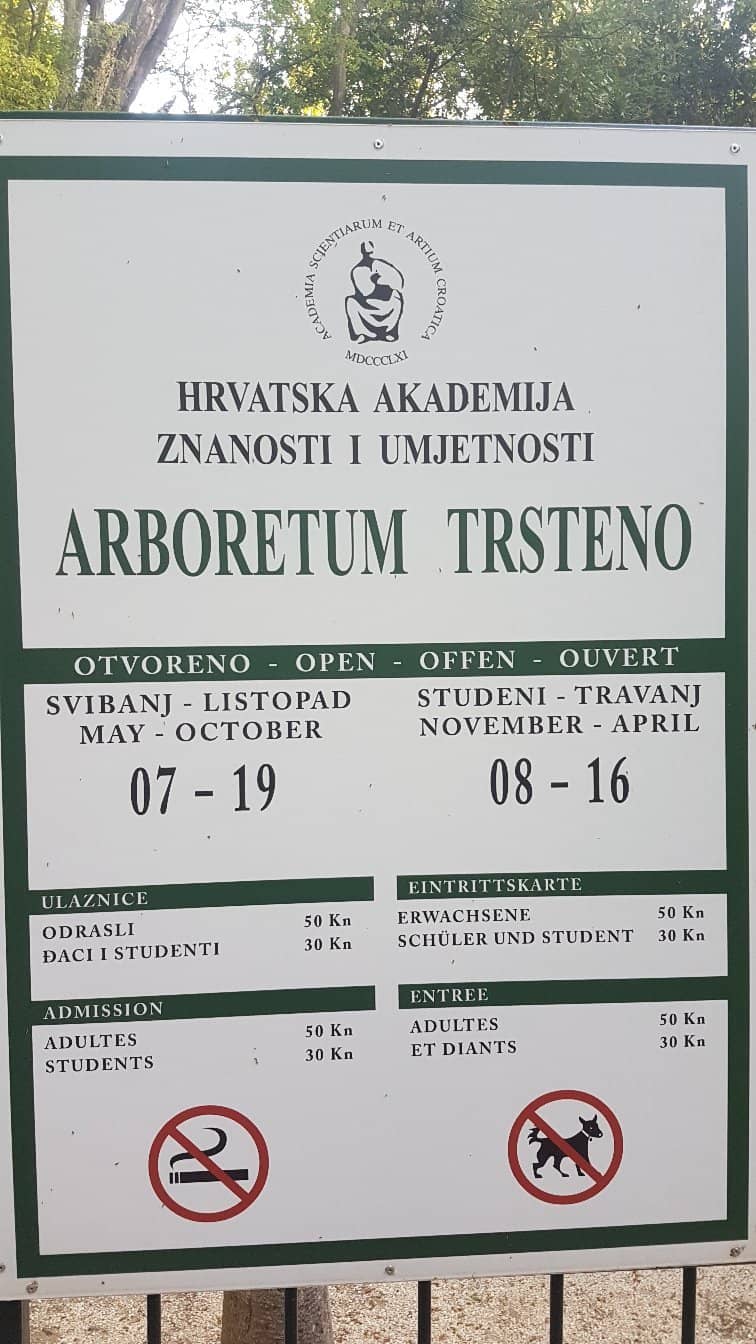 ACADEMIA SCIENTIARUM ET ARTIUM CROATICA
MDCCCLXI
HRVATSKA AKADEMIJA
ZNANOSTI I UMJETNOSTI
ARBORETUM TRSTENO
OTVORENO - OPEN - OFFEN - OUVERT
SVIBANJ - LISTOPAD
MAY - OCTOBER
07 - 19
STUDENI - TRAVANJ
NOVEMBER - APRIL
08 - 16
ULAZNICE
ODRASLI 50 Kn
ĐACI I STUDENTI 30 Kn
EINTRITTSKARTE
ERWACHSENE 50 Kn
SCHÜLER UND STUDENT 30 Kn
ADMISSION
ADULTES 50 Kn
STUDENTS 30 Kn
ENTREE
ADULTES 50 Kn
ET DIANTS 30 Kn